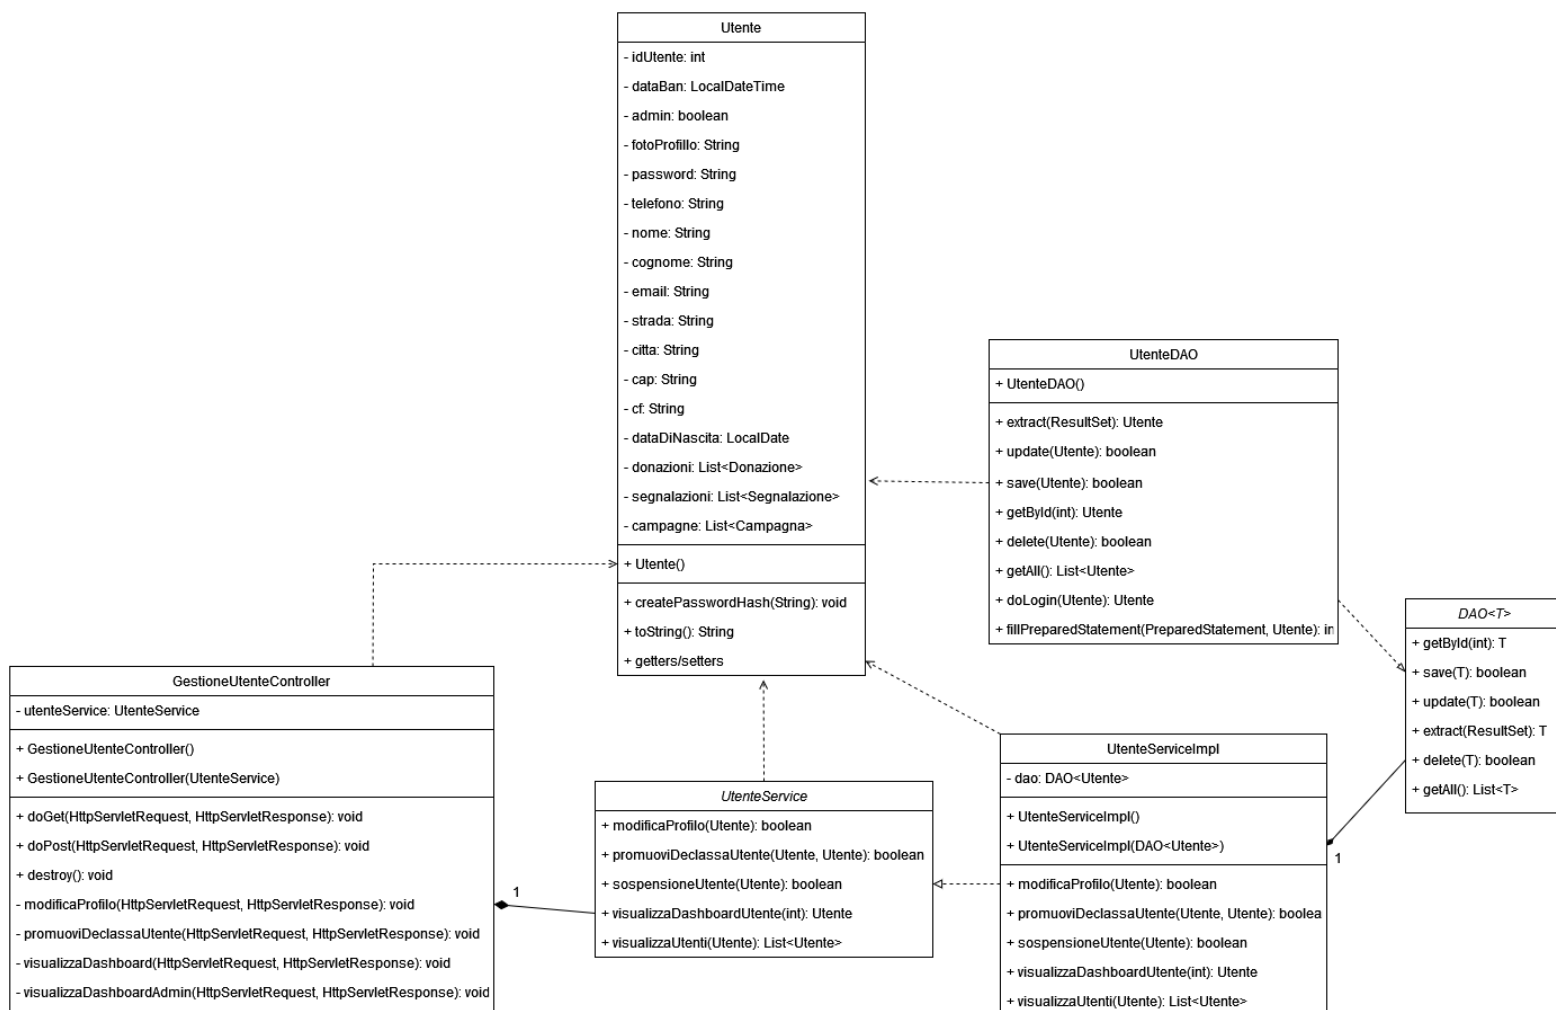 Utente
- idUtente: int
- dataBan: LocalDateTime
- admin: boolean
- fotoProfillo: String
- password: String
- telefono: String
- nome: String
- cognome: String
- email: String
- strada: String
- citta: String
- cap: String
- cf: String
- dataDiNascita: LocalDate
- donazioni: List<Donazione>
- segnalazioni: List<Segnalazione>
- campagne: List<Campagna>
+ Utente()
+ createPasswordHash(String): void
+ toString(): String
+ getters/setters
UtenteDAO
+ UtenteDAO()
+ extract(ResultSet): Utente
+ update(Utente): boolean
+ save(Utente): boolean
+ getById(int): Utente
+ delete(Utente): boolean
+ getAll(): List<Utente>
+ doLogin(Utente): Utente
+ fillPreparedStatement(PreparedStatement, Utente): in
DAO<T>
+ getById(int): T
+ save(T): boolean
+ update(T): boolean
+ extract(ResultSet): T
+ delete(T): boolean
+ getAll(): List<T>
GestioneUtenteController
- utenteService: UtenteService
+ GestioneUtenteController()
+ GestioneUtenteController(UtenteService)
+ doGet(HttpServletRequest, HttpServletResponse): void
+ doPost(HttpServletRequest, HttpServletResponse): void
+ destroy(): void
- modificaProfilo(HttpServletRequest, HttpServletResponse): void
- promuoviDeclassaUtente(HttpServletRequest, HttpServletResponse): void
- visualizzaDashboard(HttpServletRequest, HttpServletResponse): void
- visualizzaDashboardAdmin(HttpServletRequest, HttpServletResponse): void
1
UtenteService
+ modificaProfilo(Utente): boolean
+ promuoviDeclassaUtente(Utente, Utente): boolean
+ sospensioneUtente(Utente): boolean
+ visualizzaDashboardUtente(int): Utente
+ visualizzaUtenti(Utente): List<Utente>
UtenteServiceImpl
- dao: DAO<Utente>
+ UtenteServiceImpl()
+ UtenteServiceImpl(DAO<Utente>)
+ modificaProfilo(Utente): boolean
+ promuoviDeclassaUtente(Utente, Utente): boolea
+ sospensioneUtente(Utente): boolean
+ visualizzaDashboardUtente(int): Utente
+ visualizzaUtenti(Utente): List<Utente>
1